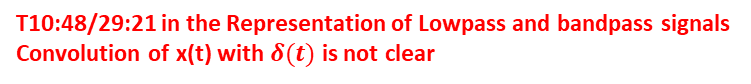 T10:48/29:21 in the Representation of Lowpass and bandpass signals
Convolution of x(t) with δ(t) is not clear